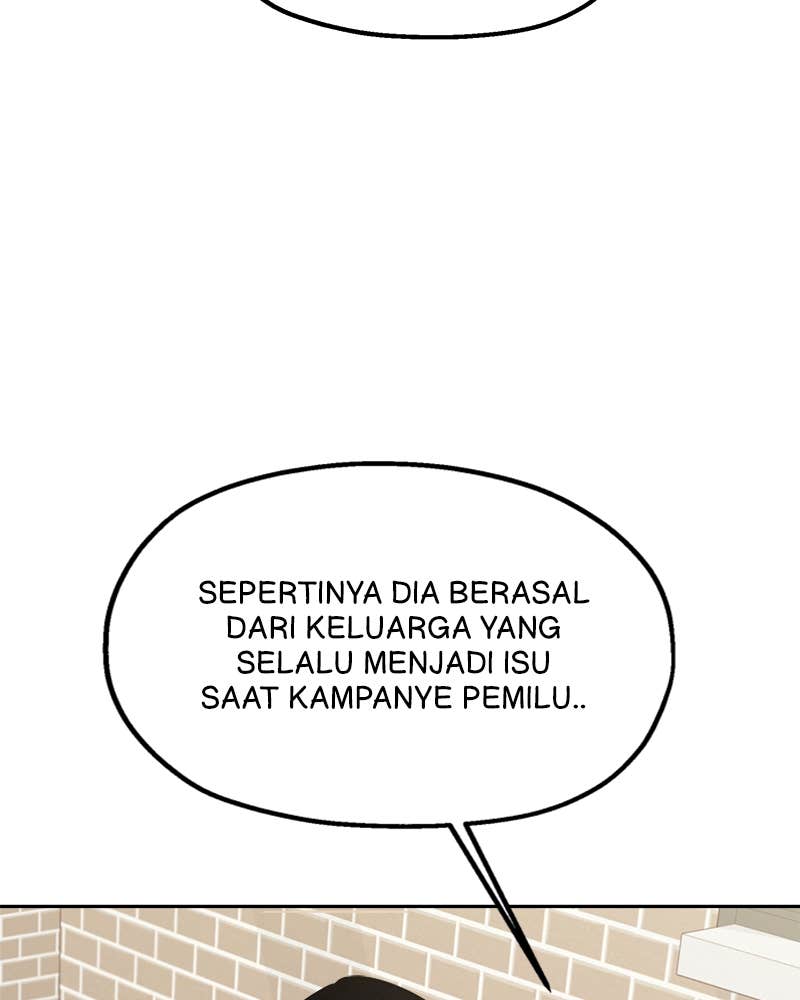 SEPERTINYA DIA BERASAL
DARI KELUARGA YANG
SELALU MENJADI ISU
SAAT KAMPANYE PEMILU..